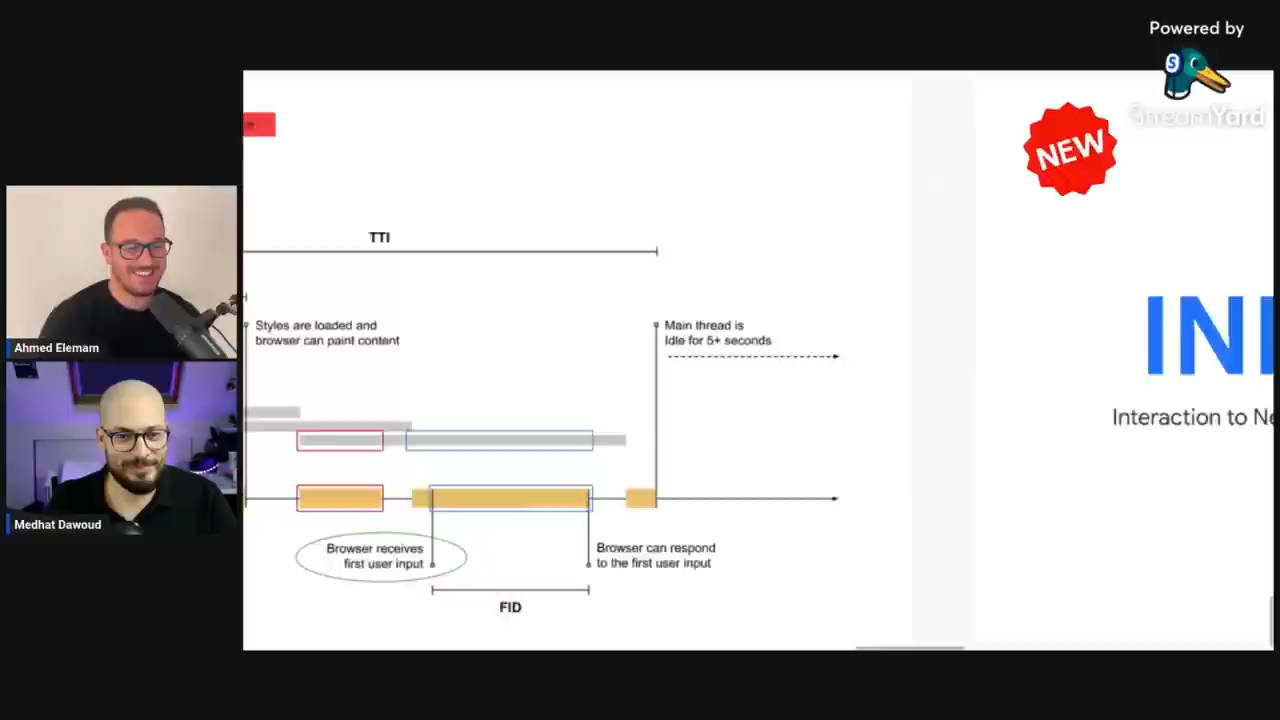 Powered by
StreamYard
NEW
TTI
Styles are loaded and
browser can paint content
Main thread is
Idle for 5+ seconds
IN
Interaction to Ne
Ahmed Elemam
Medhat Dawoud
Browser receives
first user input
Browser can respond
to the first user input
FID